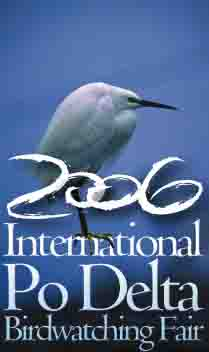 2006
International
Po Delta
Birdwatching Fair